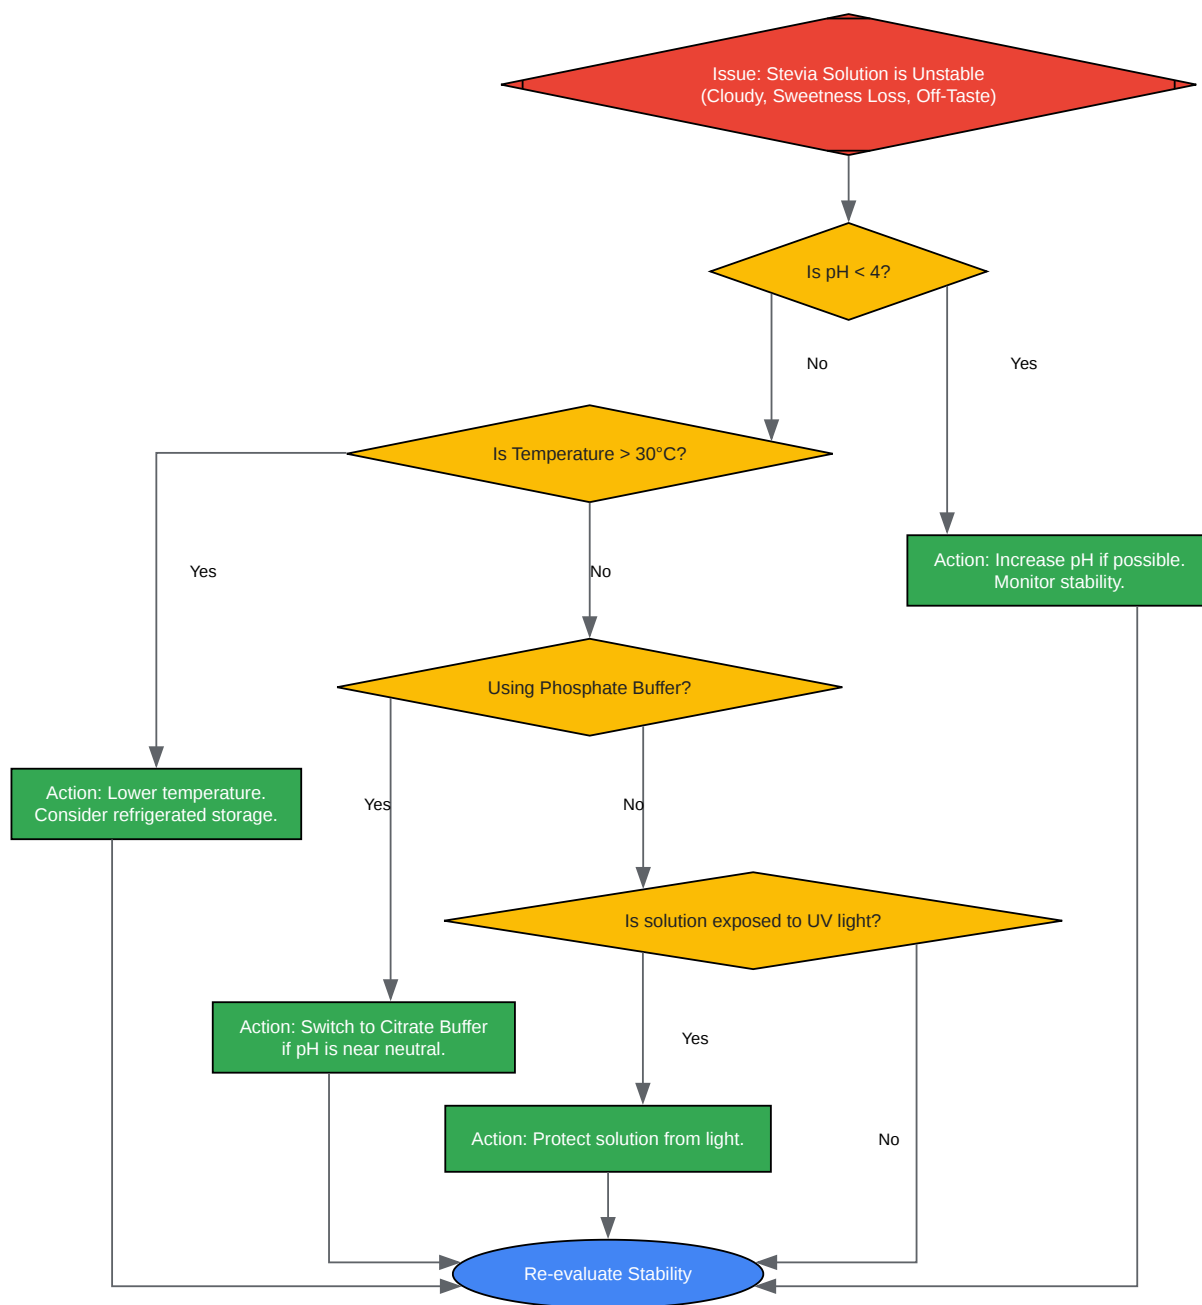 Issue: Stevia Solution is Unstable
(Cloudy, Sweetness Loss, Off-Taste)
Is pH < 4?
No
Yes
Is Temperature > 30°C?
Yes
No
Action: Increase pH if possible.
Monitor stability.
Using Phosphate Buffer?
Action: Lower temperature.
Consider refrigerated storage.
Yes
No
Is solution exposed to UV light?
Action: Switch to Citrate Buffer
if pH is near neutral.
Yes
Action: Protect solution from light.
No
Re-evaluate Stability